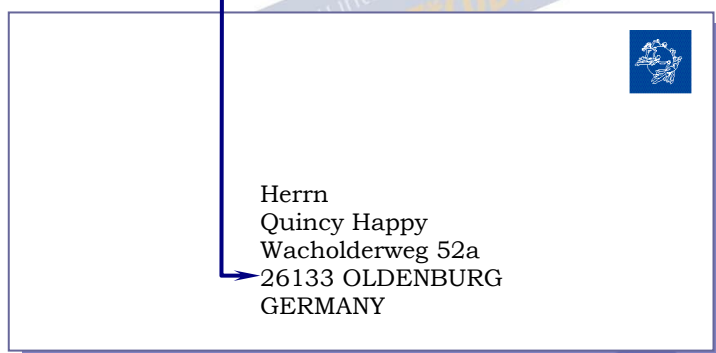 Herrn
Quincy Happy
Wacholderweg 52a
26133 OLDENBURG
GERMANY